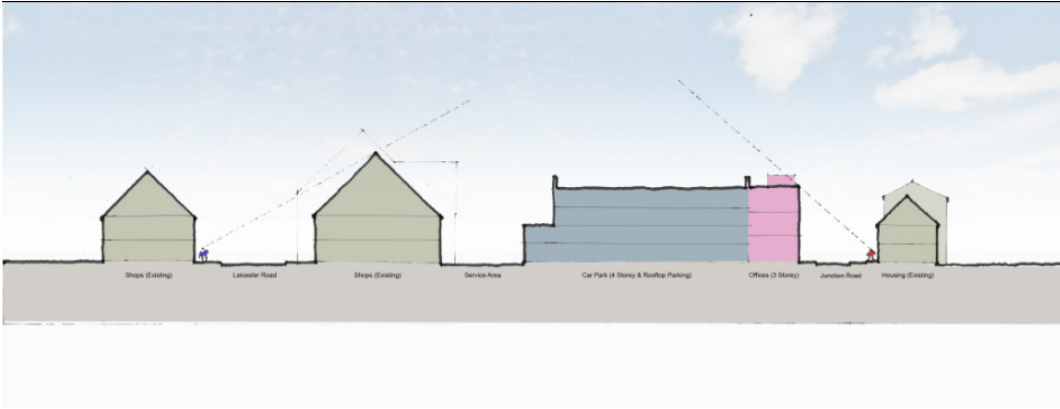 Shops (Existing)
Leicester Road
Shops (Existing)
Service Area
Car Park (4 Storey & Rooftop Parking)
Offices (3 Storey)
Junction Road
Housing (Existing)